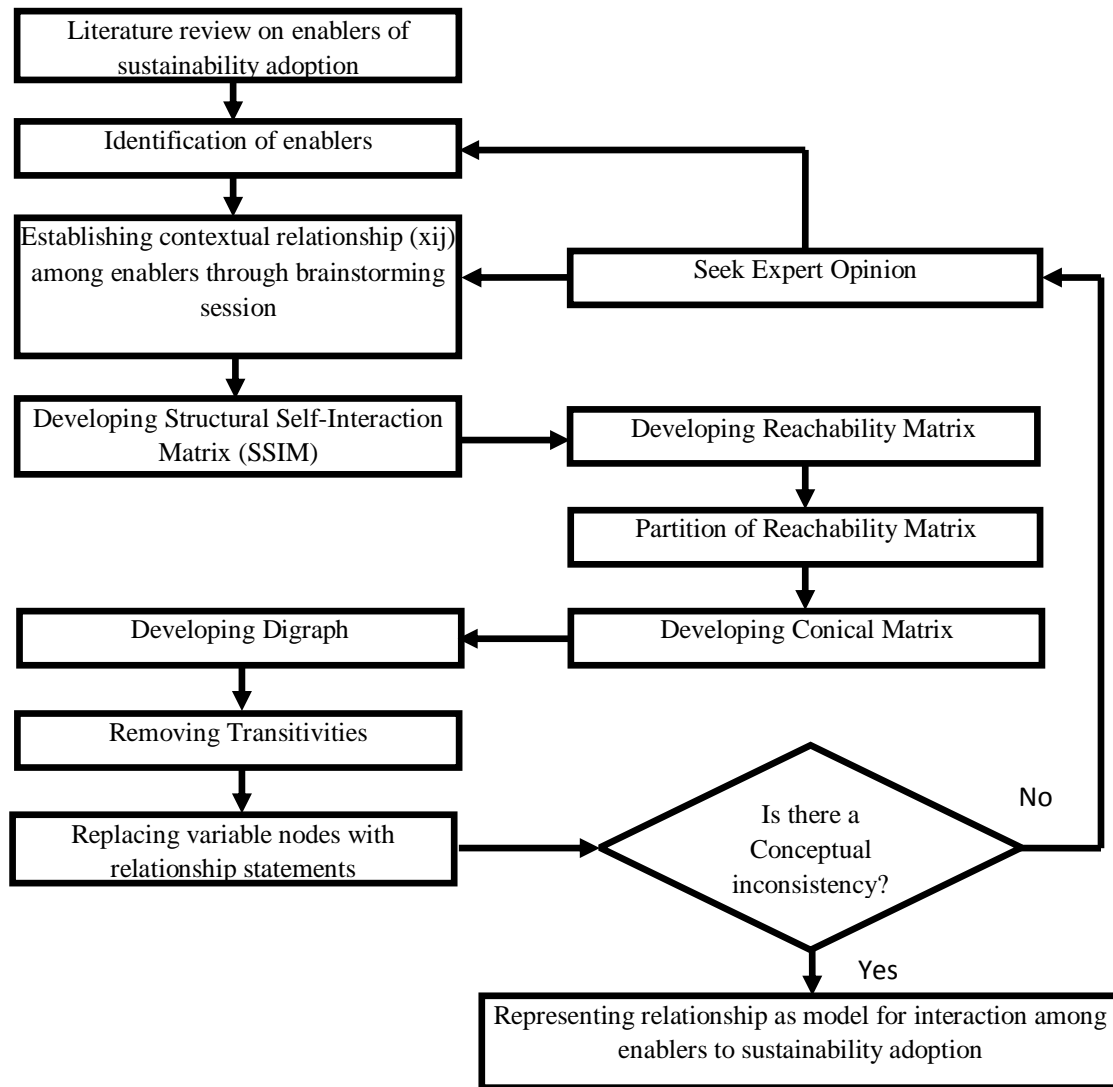 Literature review on enablers of
sustainability adoption
Identification of enablers
Establishing contextual relationship (xij)
among enablers through brainstorming
session
Seek Expert Opinion
Developing Structural Self-Interaction
Matrix (SSIM)
Developing Reachability Matrix
Partition of Reachability Matrix
Developing Conical Matrix
Developing Digraph
Removing Transitivities
Replacing variable nodes with
relationship statements
Is there a
Conceptual
inconsistency?
No
Yes
Representing relationship as model for interaction among
enablers to sustainability adoption